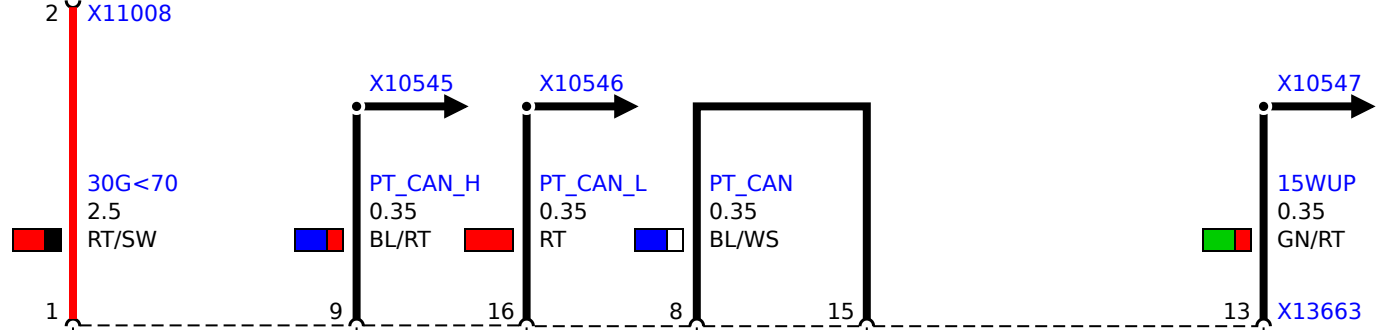 2 X11008
X10545
X10546
X10547
30G<70
2.5
RT/SW
PT_CAN_H
0.35
BL/RT
PT_CAN_L
0.35
RT
PT_CAN
0.35
BL/WS
15WUP
0.35
GN/RT
1 9 16 8 15 13 X13663